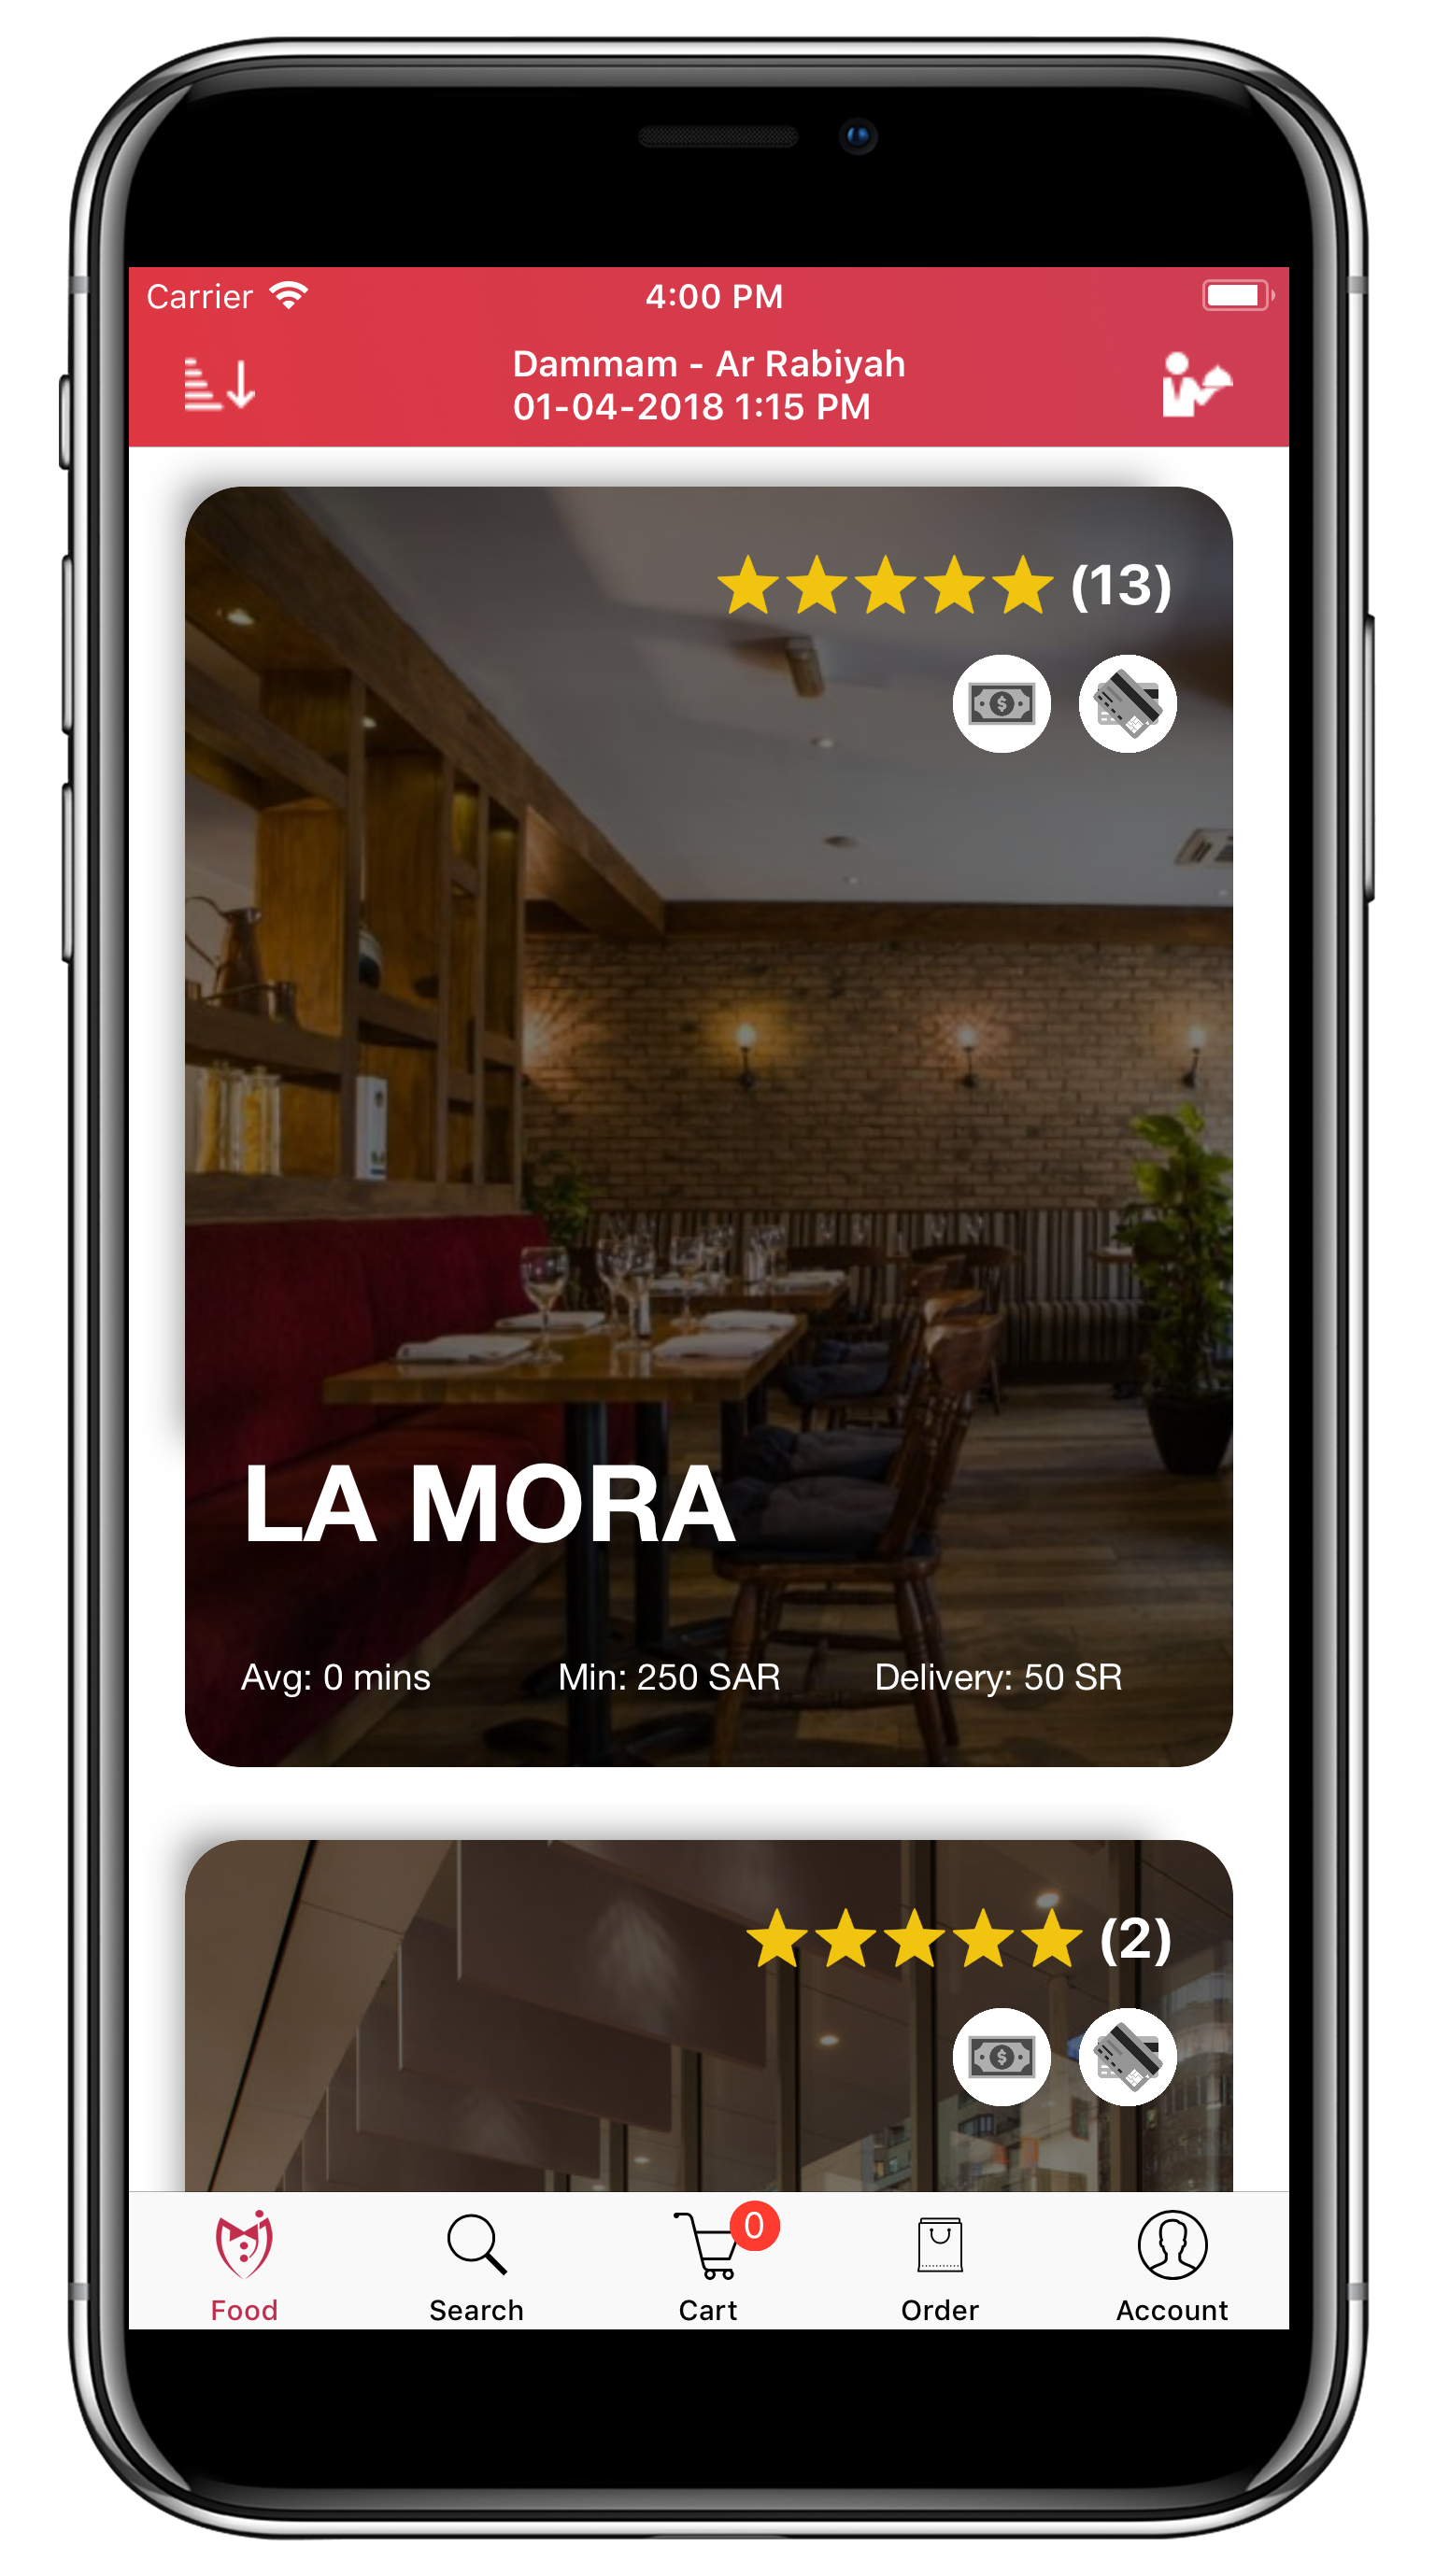 Carrier 4:00 PM
Dammam - Ar Rabiyah
01-04-2018 1:15 PM
(13)
LA MORA
Avg: 0 mins Min: 250 SAR Delivery: 50 SR
(2)
0
Food Search Cart Order Account